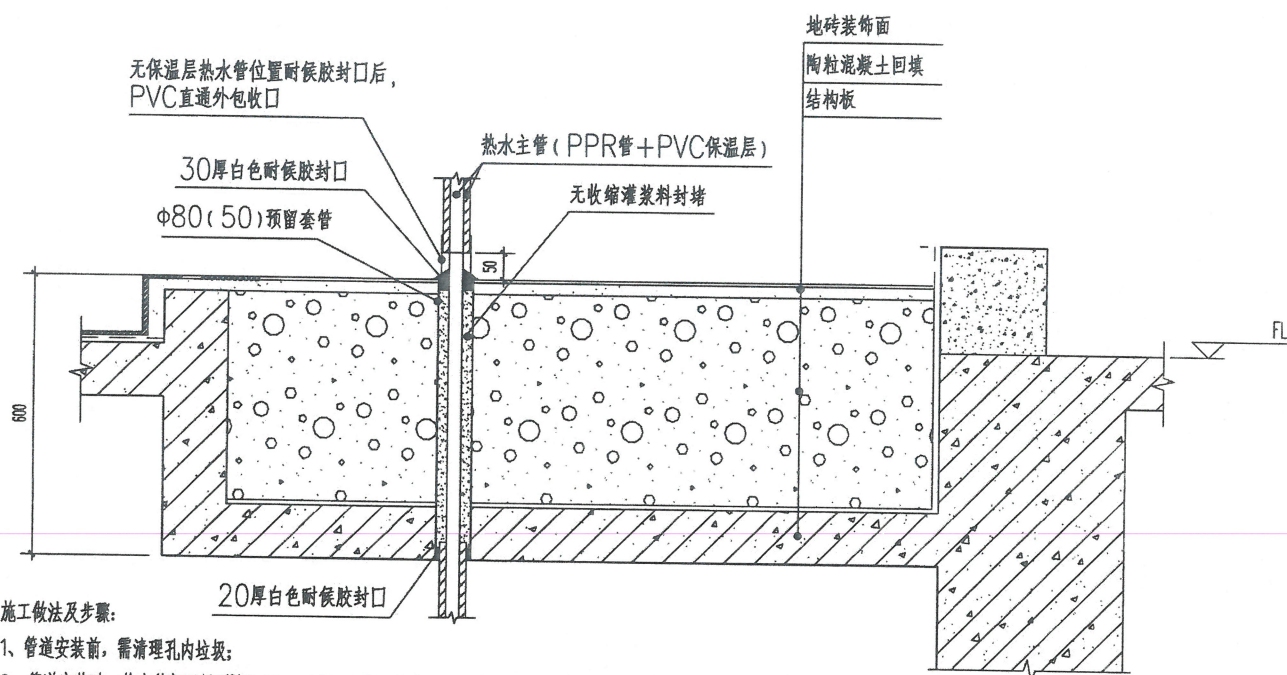 地砖装饰面
陶粒混凝土回填
结构板
无保温层热水管位置耐候胶封口后，
PVC直通外包收口
热水主管(PPR管+PVC保温层)
30厚白色耐候胶封口
无收缩灌浆料封堵
Φ80(50)预留套管
50
FL
600
20厚白色耐候胶封口
施工做法及步骤:
1、管道安装前，需清理孔内垃圾;